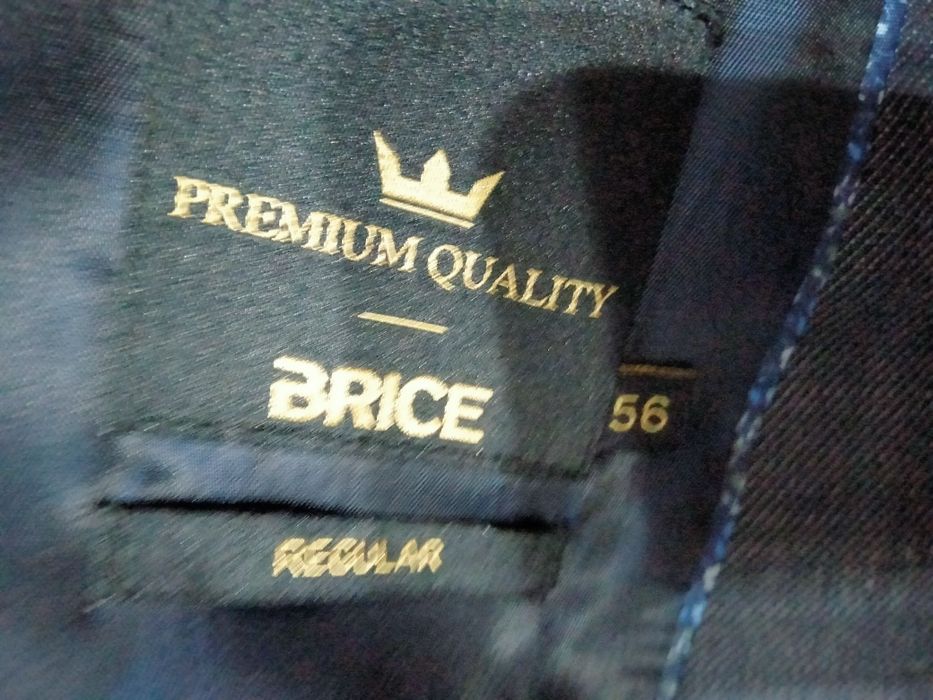 PREMIUM QUALITY
BRICE
56
REGULAR